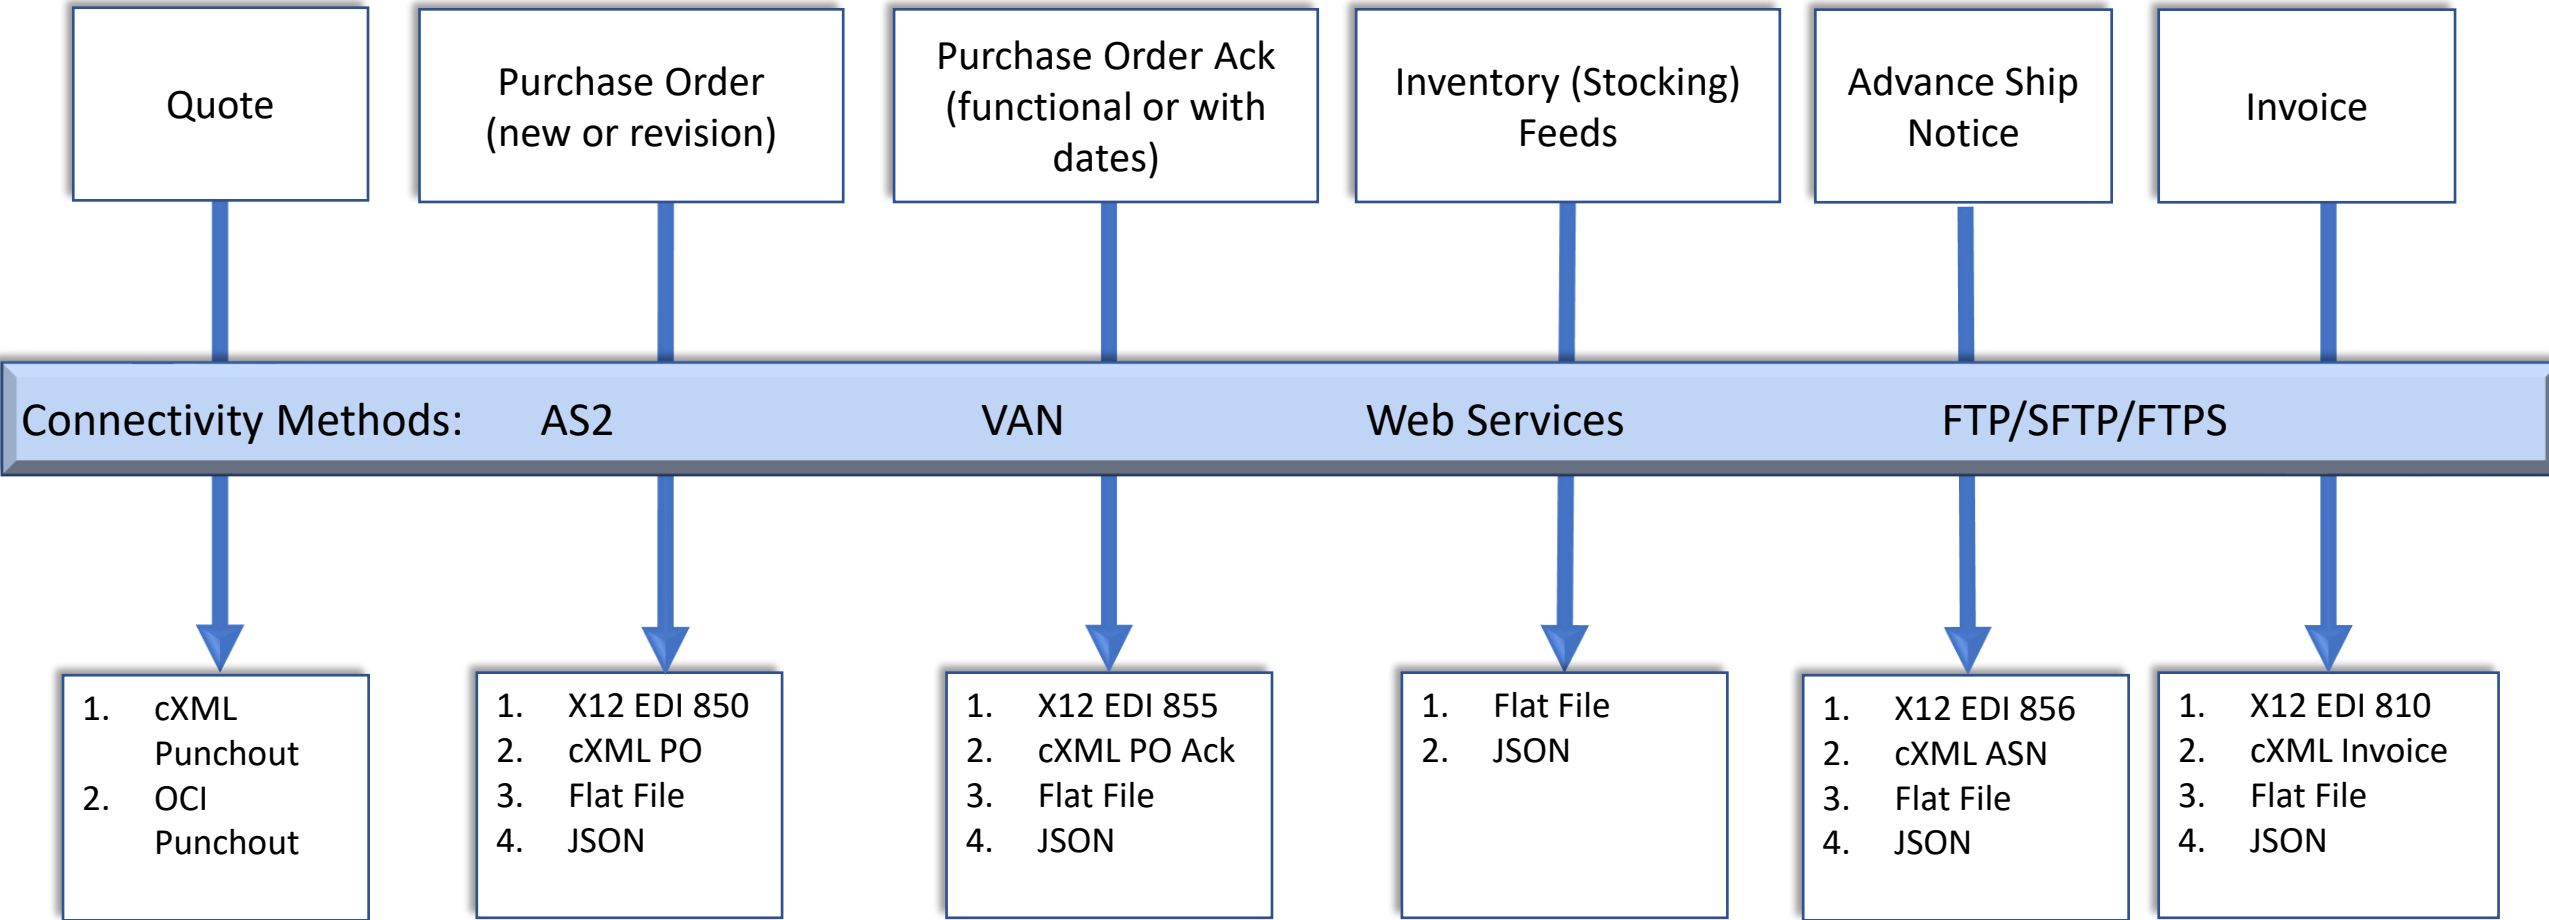 Quote
Purchase Order
(new or revision)
Purchase Order Ack
(functional or with
dates)
Inventory (Stocking)
Feeds
Advance Ship
Notice
Invoice
Connectivity Methods: AS2 VAN Web Services FTP/SFTP/FTPS
1. cXML
Punchout
2. OCI
Punchout
1. X12 EDI 850
2. cXML PO
3. Flat File
4. JSON
1. X12 EDI 855
2. cXML PO Ack
3. Flat File
4. JSON
1. Flat File
2. JSON
1. X12 EDI 856
2. cXML ASN
3. Flat File
4. JSON
1. X12 EDI 810
2. cXML Invoice
3. Flat File
4. JSON